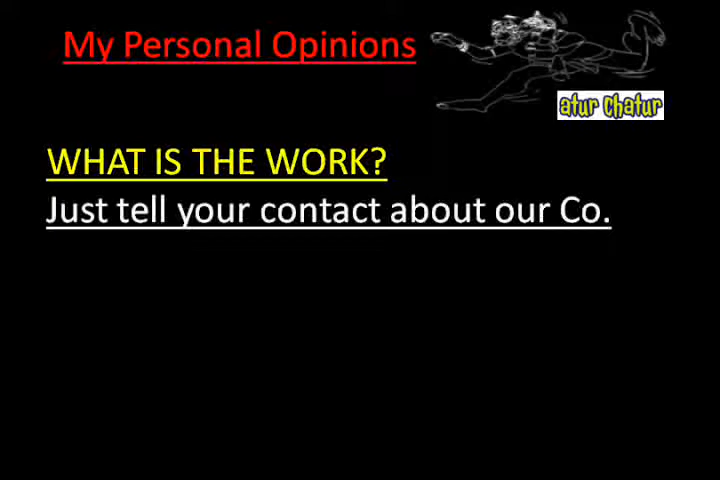 My Personal Opinions
atur Chatur
WHAT IS THE WORK?
Just tell your contact about our Co.